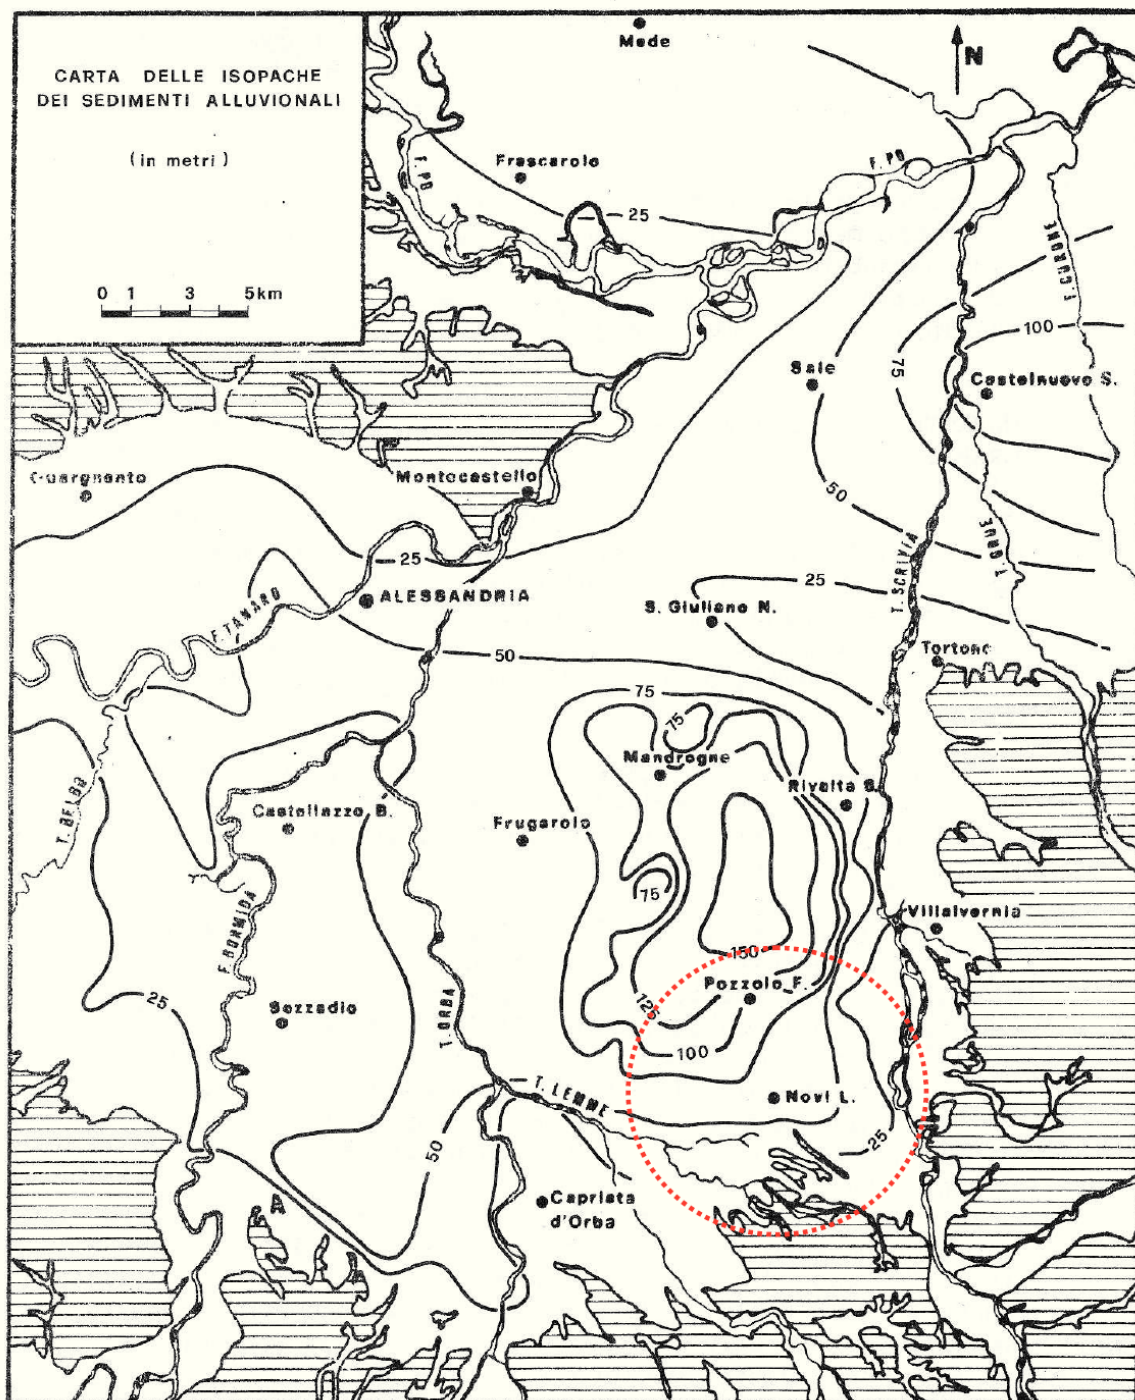 CARTA DELLE ISOPACHE
DEI SEDIMENTI ALLUVIONALI
(in metri)
0 1 3 5km
N
Mede
F. PO
Frascarolo
F. PO
25
T. CURONE
100
75
Sale
Castelnuovo S.
Quargnento
Montecastello
50
T. SCRIVIA
T. GRUE
25
25
ALESSANDRIA
F. TANARO
S. Giuliano N.
50
Tortona
75
75
Mandrogne
Rivalta S.
T. BELBO
Castellazzo B.
Frugarolo
75
Villalvernia
F. BORMIDA
150
Pozzolo F.
25
Sezzadio
T. ORBA
125
100
T. LEMME
Novi L.
25
50
A
Capriata
d'Orba